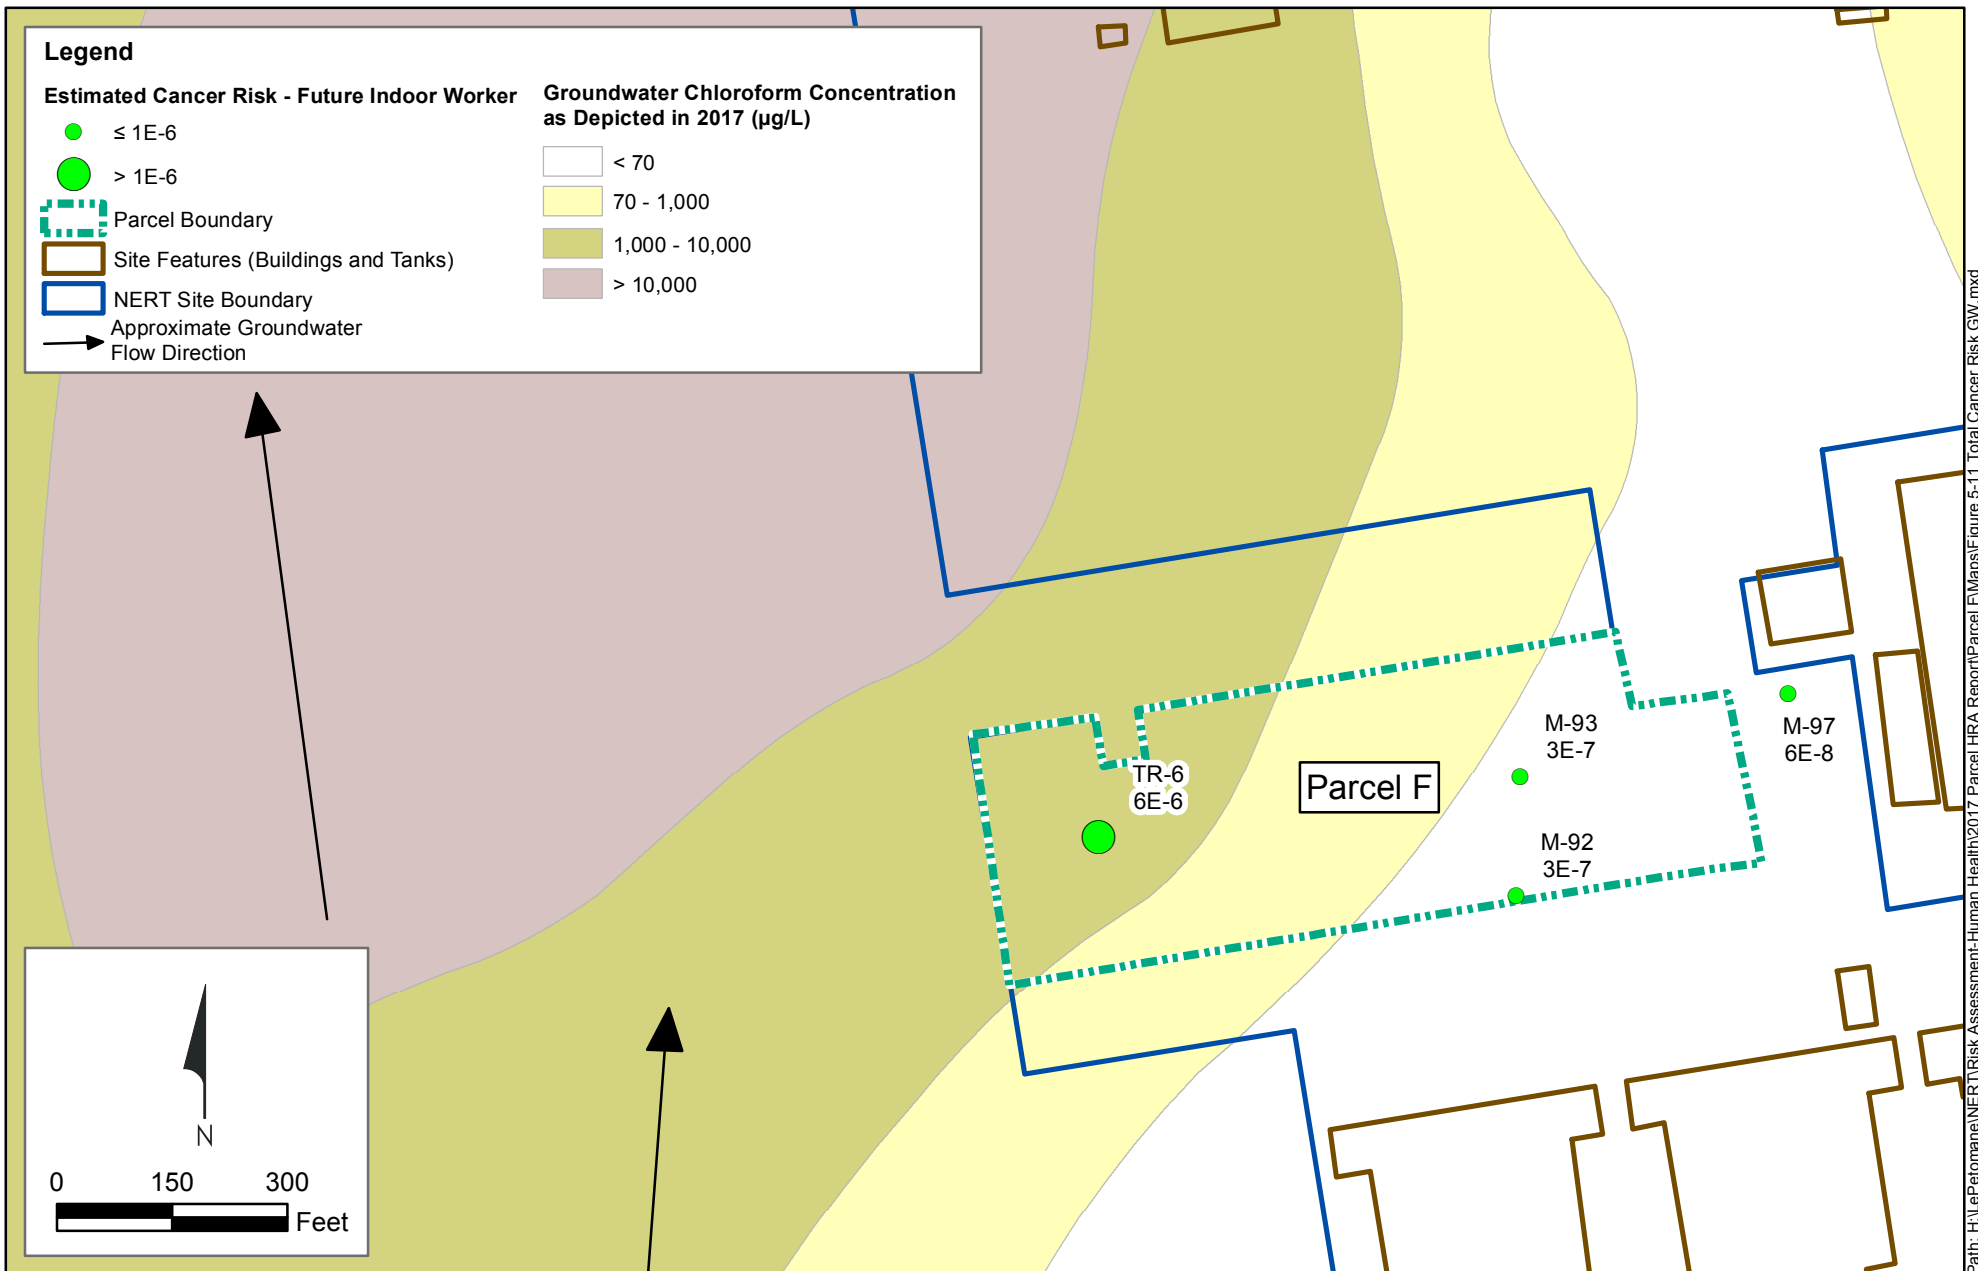 Legend
Estimated Cancer Risk - Future Indoor Worker
≤ 1E-6
> 1E-6
Parcel Boundary
Site Features (Buildings and Tanks)
NERT Site Boundary
Approximate Groundwater
Flow Direction
Groundwater Chloroform Concentration
as Depicted in 2017 (µg/L)
< 70
70 - 1,000
1,000 - 10,000
> 10,000
M-93
3E-7
M-97
6E-8
TR-6
6E-6
Parcel F
M-92
3E-7
N
0 150 300
Feet
Path: H:\LePetomane\NERT\Risk Assessment-Human Health\2017 Parcel HRA Report\Parcel F\Maps\Figure 5-11 Total Cancer Risk GW.mxd